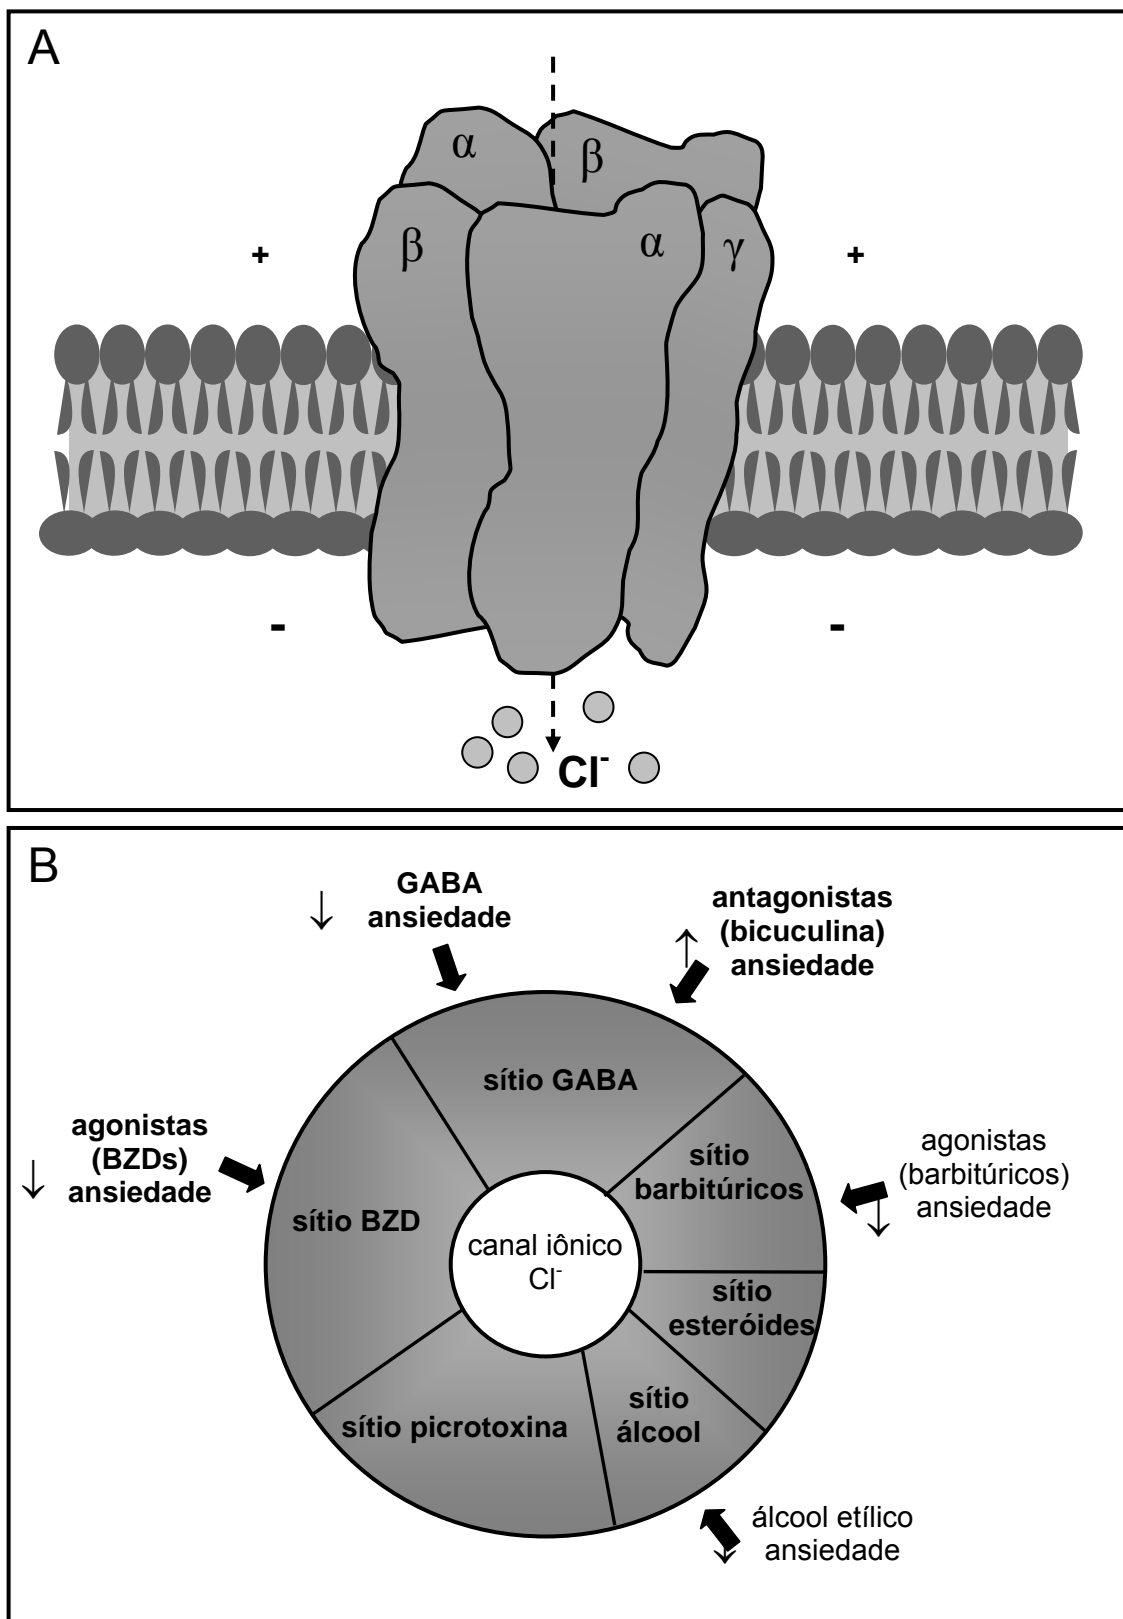 A
α
β
β
α
γ
+
+
-
-
Cl⁻
B
↓ GABA
ansiedade
antagonistas
↑ (bicuculina)
ansiedade
sítio GABA
agonistas
↓ (BZDs)
ansiedade
sítio
barbitúricos
agonistas
(barbitúricos)
↓ ansiedade
sítio BZD
canal iônico
Cl⁻
sítio
esteróides
sítio picrotoxina
sítio
álcool
álcool etílico
↓ ansiedade